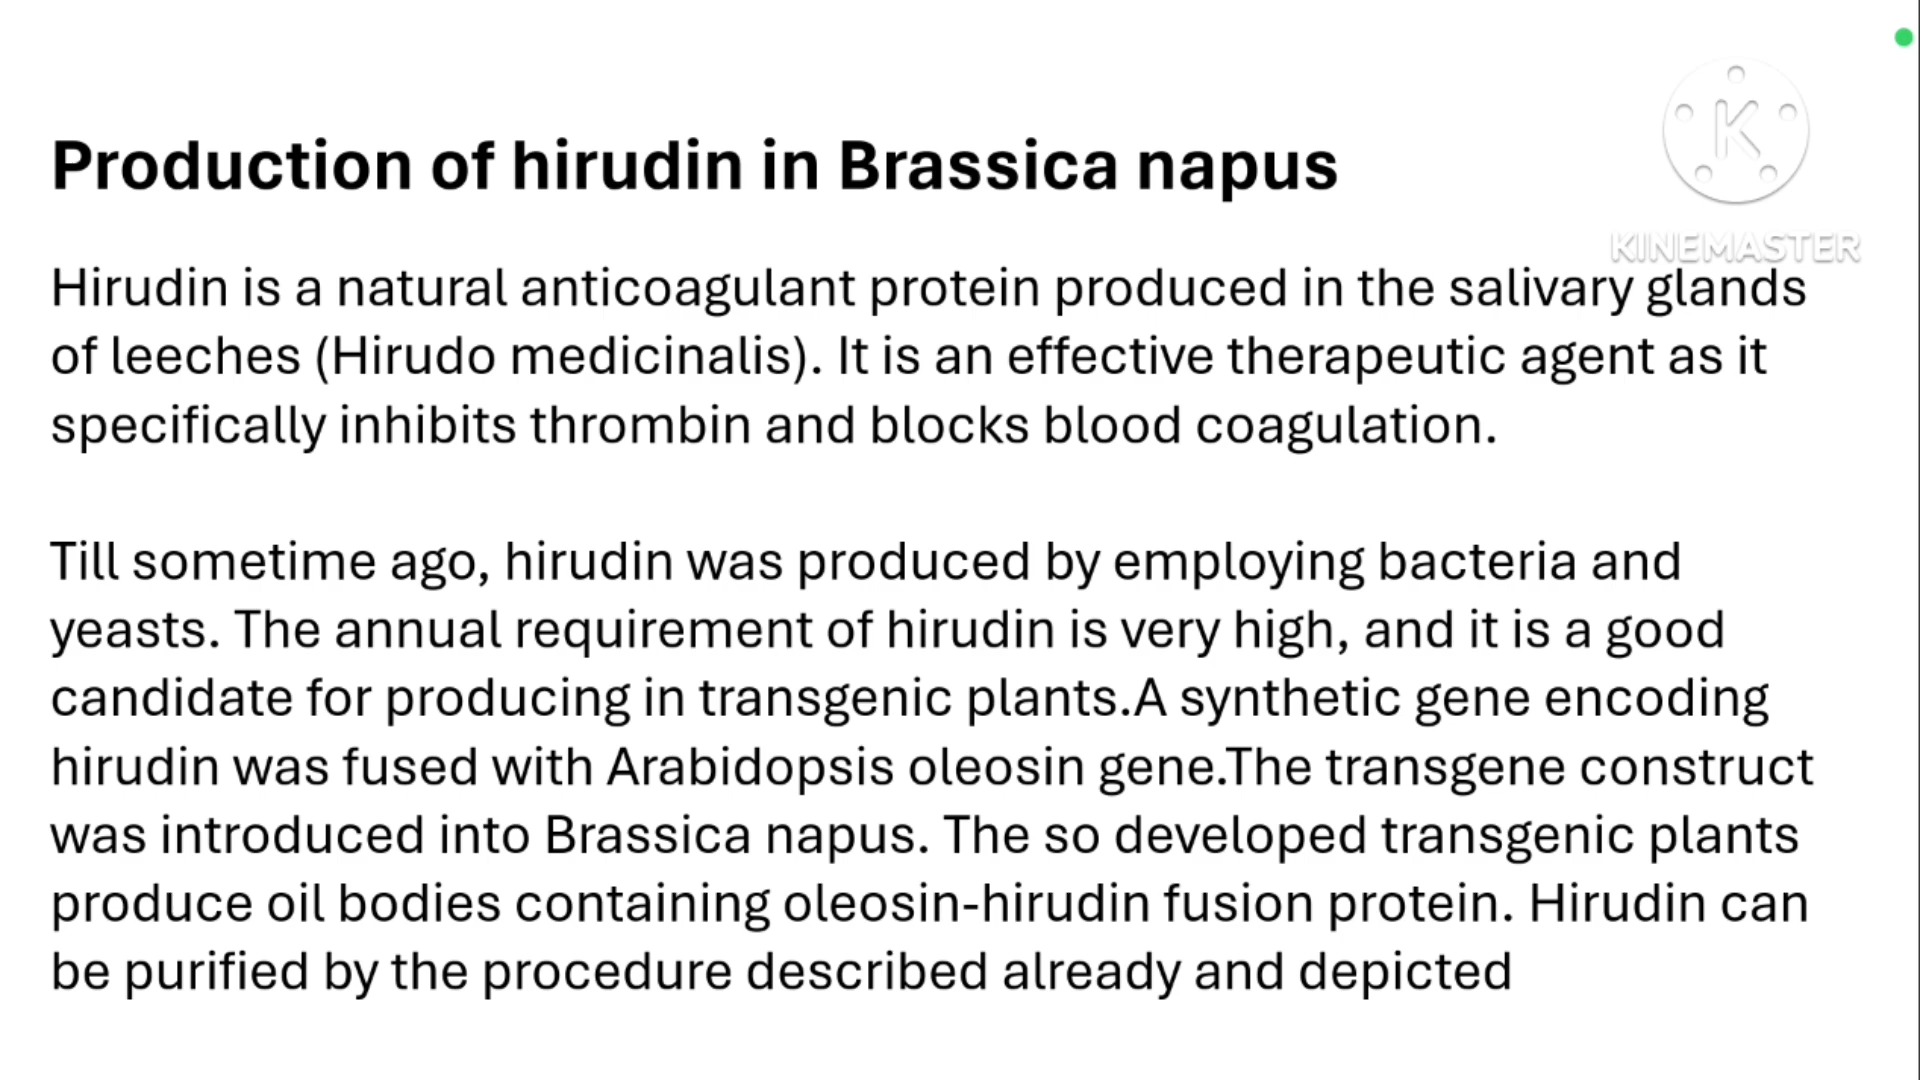 Production of hirudin in Brassica napus
K
KINEMASTER
Hirudin is a natural anticoagulant protein produced in the salivary glands
of leeches (Hirudo medicinalis). It is an effective therapeutic agent as it
specifically inhibits thrombin and blocks blood coagulation.
Till sometime ago, hirudin was produced by employing bacteria and
yeasts. The annual requirement of hirudin is very high, and it is a good
candidate for producing in transgenic plants.A synthetic gene encoding
hirudin was fused with Arabidopsis oleosin gene.The transgene construct
was introduced into Brassica napus. The so developed transgenic plants
produce oil bodies containing oleosin-hirudin fusion protein. Hirudin can
be purified by the procedure described already and depicted